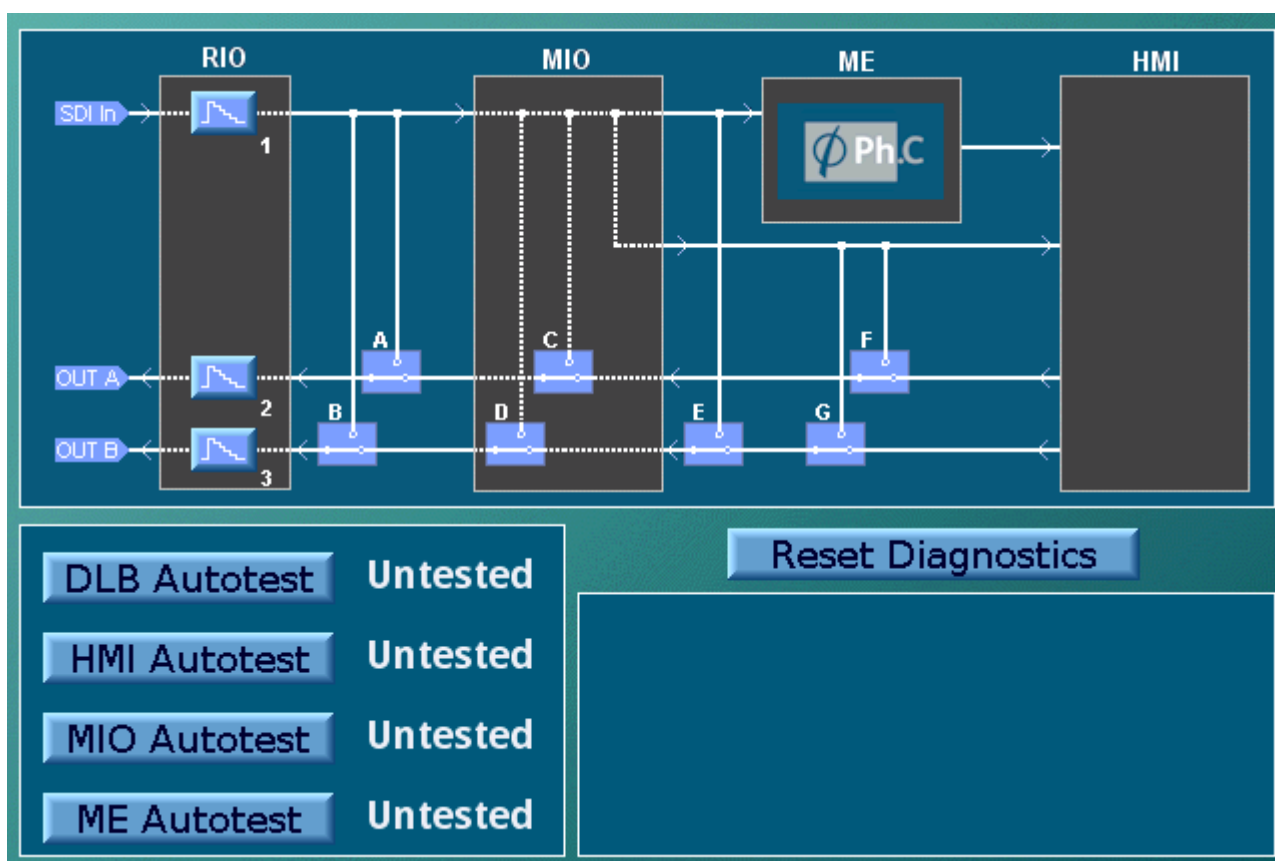 RIO MIO ME HMI
SDI In
1
Ph.C
A C F
OUT A
2
B D E G
OUT B
3
Reset Diagnostics
DLB Autotest Untested
HMI Autotest Untested
MIO Autotest Untested
ME Autotest Untested